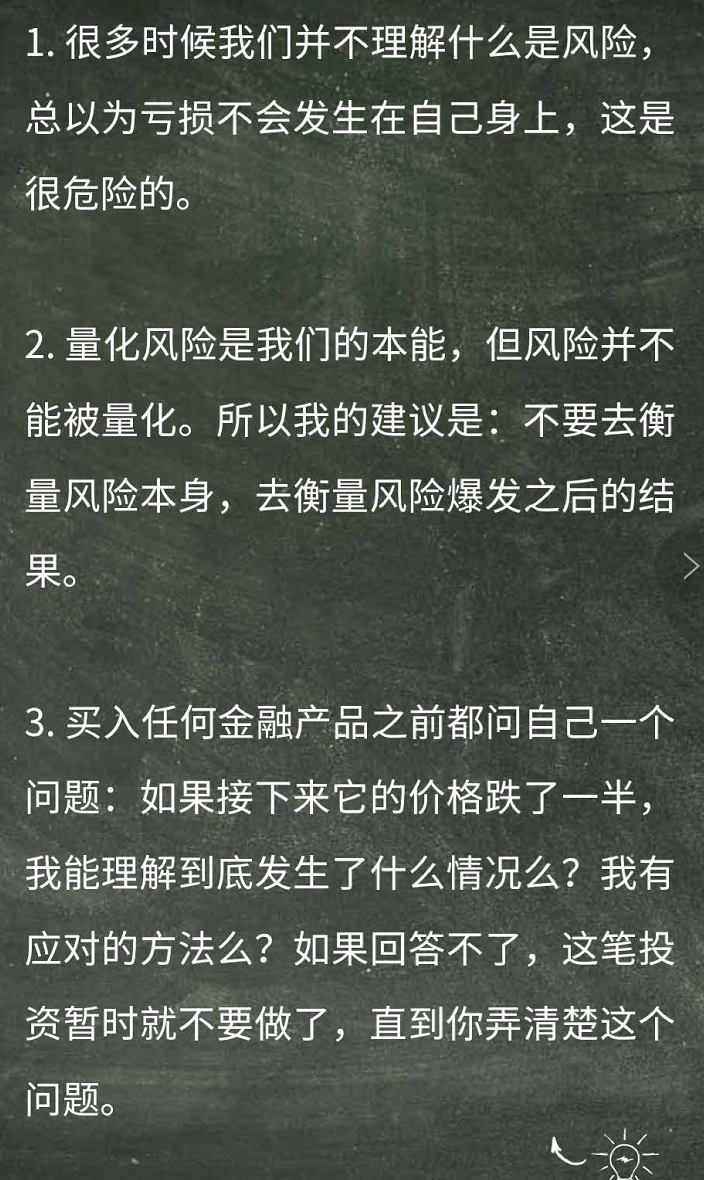 1. 很多时候我们并不理解什么是风险，
总以为亏损不会发生在自己身上，这是
很危险的。
2. 量化风险是我们的本能，但风险并不
能被量化。所以我的建议是：不要去衡
量风险本身，去衡量风险爆发之后的结
果。
3. 买入任何金融产品之前都问自己一个
问题：如果接下来它的价格跌了一半，
我能理解到底发生了什么情况么？我有
应对的方法么？如果回答不了，这笔投
资暂时就不要做了，直到你弄清楚这个
问题。